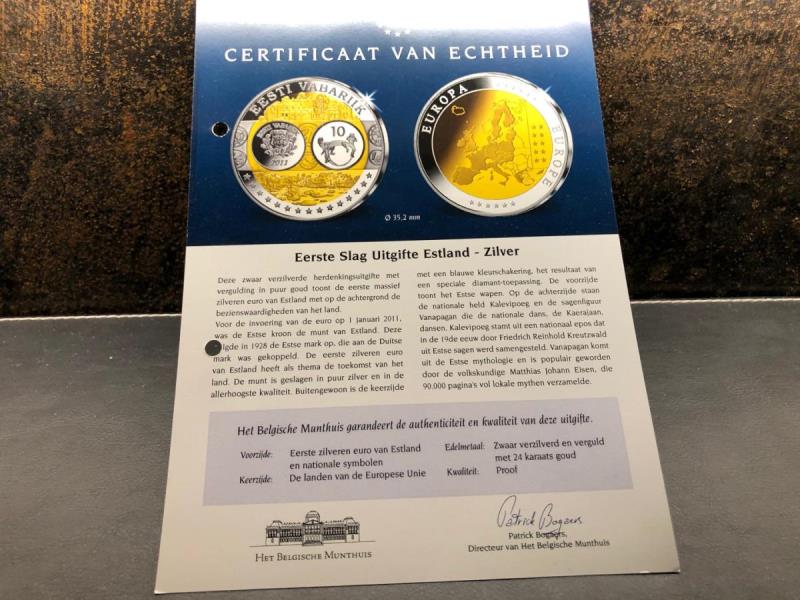 CERTIFICAAT VAN ECHTHEID
EESTI VABARIIK
EESTI VABARIIK
2011
10
EUROPA
EUROPE
Ø 35,2 mm
Eerste Slag Uitgifte Estland - Zilver
Deze zwaar verzilverde herdenkingsuitgifte met
vergulding in puur goud toont de eerste massief
zilveren euro van Estland met op de achtergrond de
bezienswaardigheden van het land.
Voor de invoering van de euro op 1 januari 2011,
was de Estse kroon de munt van Estland. Deze
lgde in 1928 de Estse mark op, die aan de Duitse
mark was gekoppeld. De eerste zilveren euro
van Estland heeft als thema de toekomst van het
land. De munt is geslagen in puur zilver en in de
allerhoogste kwaliteit. Buitengewoon is de keerzijde
met een blauwe kleurschakering, het resultaat van
een speciale diamant-toepassing. De voorzijde
toont het Estse wapen. Op de achterzijde staan
de nationale held Kalevipoeg en de sagenfiguur
Vanapagan die de nationale dans, de Kaerajaan,
dansen. Kalevipoeg stamt uit een nationaal epos dat
in de 19de eeuw door Friedrich Reinhold Kreutzwald
uit Estse sagen werd samengesteld. Vanapagan komt
uit de Estse mythologie en is populair geworden
door de volkskundige Matthias Johann Eisen, die
90.000 pagina's vol lokale mythen verzamelde.
Het Belgische Munthuis garandeert de authenticiteit en kwaliteit van deze uitgifte.
Voorzijde: Eerste zilveren euro van Estland
en nationale symbolen
Keerzijde: De landen van de Europese Unie
Edelmetaal: Zwaar verzilverd en verguld
met 24 karaats goud
Kwaliteit: Proof
HET BELGISCHE MUNTHUIS
Patrick Bogaers
Patrick Bogaers,
Directeur van Het Belgische Munthuis